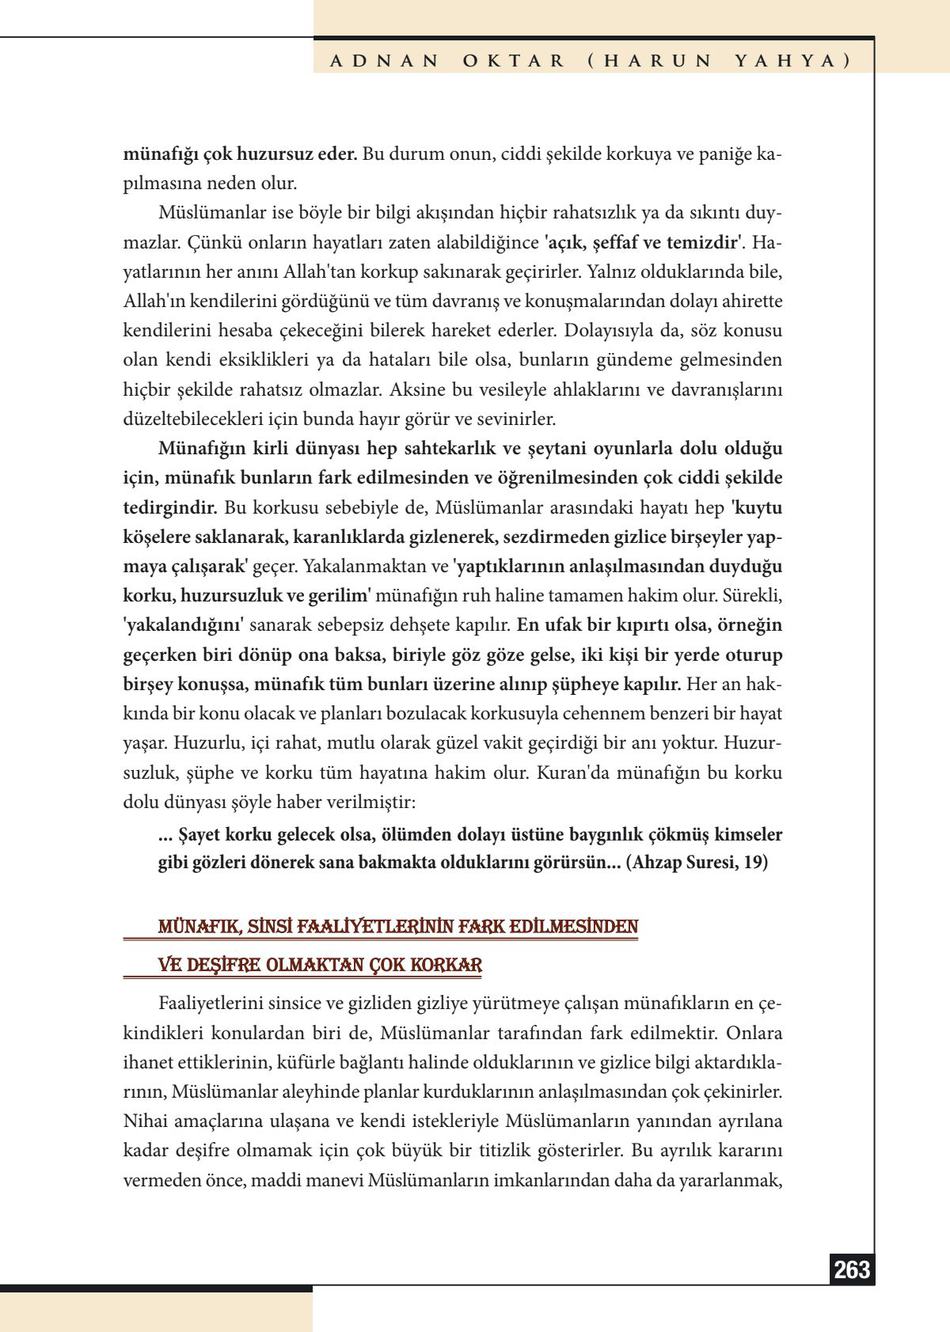 ADNAN OKTAR (HARUN YAHYA)
münafığı çok huzursuz eder. Bu durum onun, ciddi şekilde korkuya ve paniğe ka-
pılmasına neden olur.
Müslümanlar ise böyle bir bilgi akışından hiçbir rahatsızlık ya da sıkıntı duy-
mazlar. Çünkü onların hayatları zaten alabildiğince 'açık, şeffaf ve temizdir'. Ha-
yatlarının her anını Allah'tan korkup sakınarak geçirirler. Yalnız olduklarında bile,
Allah'ın kendilerini gördüğünü ve tüm davranış ve konuşmalarından dolayı ahirette
kendilerini hesaba çekeceğini bilerek hareket ederler. Dolayısıyla da, söz konusu
olan kendi eksiklikleri ya da hataları bile olsa, bunların gündeme gelmesinden
hiçbir şekilde rahatsız olmazlar. Aksine bu vesileyle ahlaklarını ve davranışlarını
düzeltebilecekleri için bunda hayır görür ve sevinirler.
Münafığın kirli dünyası hep sahtekarlık ve şeytani oyunlarla dolu olduğu
için, münafık bunların fark edilmesinden ve öğrenilmesinden çok ciddi şekilde
tedirgindir. Bu korkusu sebebiyle de, Müslümanlar arasındaki hayatı hep 'kuytu
köşelere saklanarak, karanlıklarda gizlenerek, sezdirmeden gizlice birşeyler yap-
maya çalışarak' geçer. Yakalanmaktan ve 'yaptıklarının anlaşılmasından duyduğu
korku, huzursuzluk ve gerilim' münafığın ruh haline tamamen hakim olur. Sürekli,
'yakalandığını' sanarak sebepsiz dehşete kapılır. En ufak bir kıpırtı olsa, örneğin
geçerken biri dönüp ona baksa, biriyle göz göze gelse, iki kişi bir yerde oturup
birşey konuşsa, münafık tüm bunları üzerine alınıp şüpheye kapılır. Her an hak-
kında bir konu olacak ve planları bozulacak korkusuyla cehennem benzeri bir hayat
yaşar. Huzurlu, içi rahat, mutlu olarak güzel vakit geçirdiği bir anı yoktur. Huzur-
suzluk, şüphe ve korku tüm hayatına hakim olur. Kuran'da münafığın bu korku
dolu dünyası şöyle haber verilmiştir:
... Şayet korku gelecek olsa, ölümden dolayı üstüne baygınlık çökmüş kimseler
gibi gözleri dönerek sana bakmakta olduklarını görürsün... (Ahzap Suresi, 19)
MÜNAFIK, SİNSİ FAALİYETLERİNİN FARK EDİLMESİNDEN
VE DEŞİFRE OLMAKTAN ÇOK KORKAR
Faaliyetlerini sinsice ve gizliden gizliye yürütmeye çalışan münafıkların en çe-
kindikleri konulardan biri de, Müslümanlar tarafından fark edilmektir. Onlara
ihanet ettiklerinin, küfürle bağlantı halinde olduklarının ve gizlice bilgi aktardıkla-
rının, Müslümanlar aleyhinde planlar kurduklarının anlaşılmasından çok çekinirler.
Nihai amaçlarına ulaşana ve kendi istekleriyle Müslümanların yanından ayrılana
kadar deşifre olmamak için çok büyük bir titizlik gösterirler. Bu ayrılık kararını
vermeden önce, maddi manevi Müslümanların imkanlarından daha da yararlanmak,
263